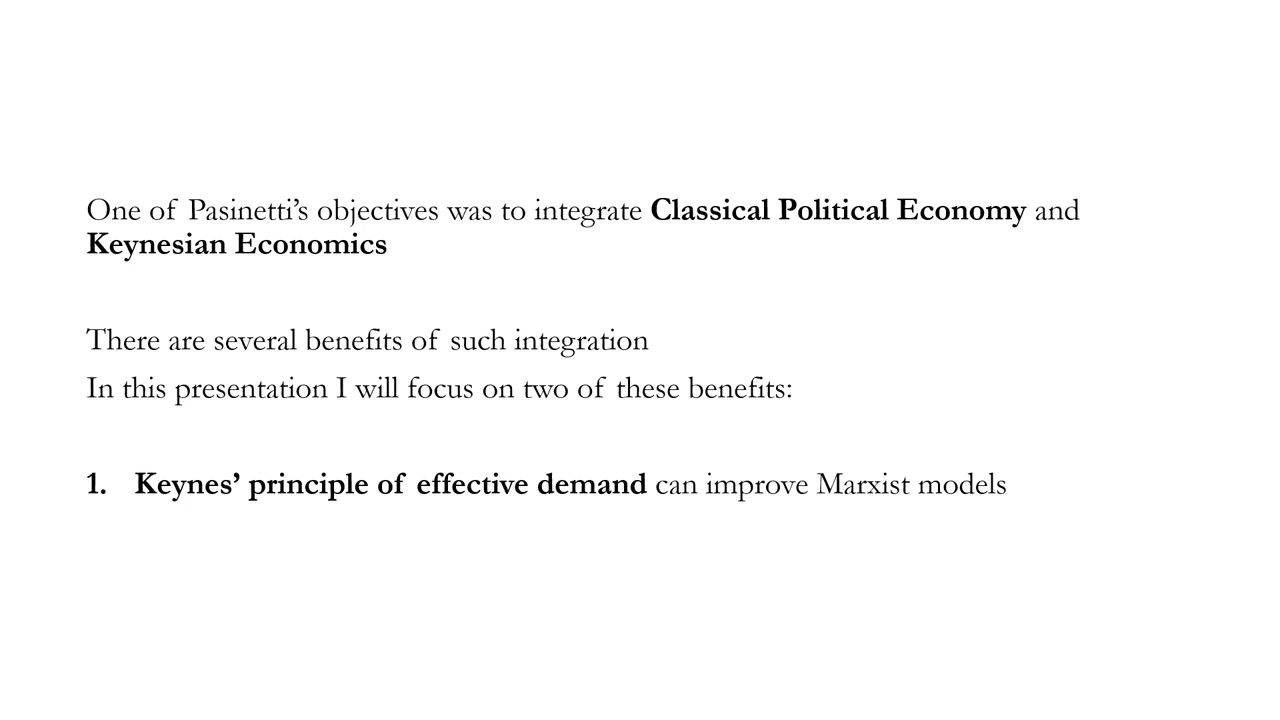 One of Pasinetti’s objectives was to integrate Classical Political Economy and
Keynesian Economics
There are several benefits of such integration
In this presentation I will focus on two of these benefits:
1. Keynes’ principle of effective demand can improve Marxist models